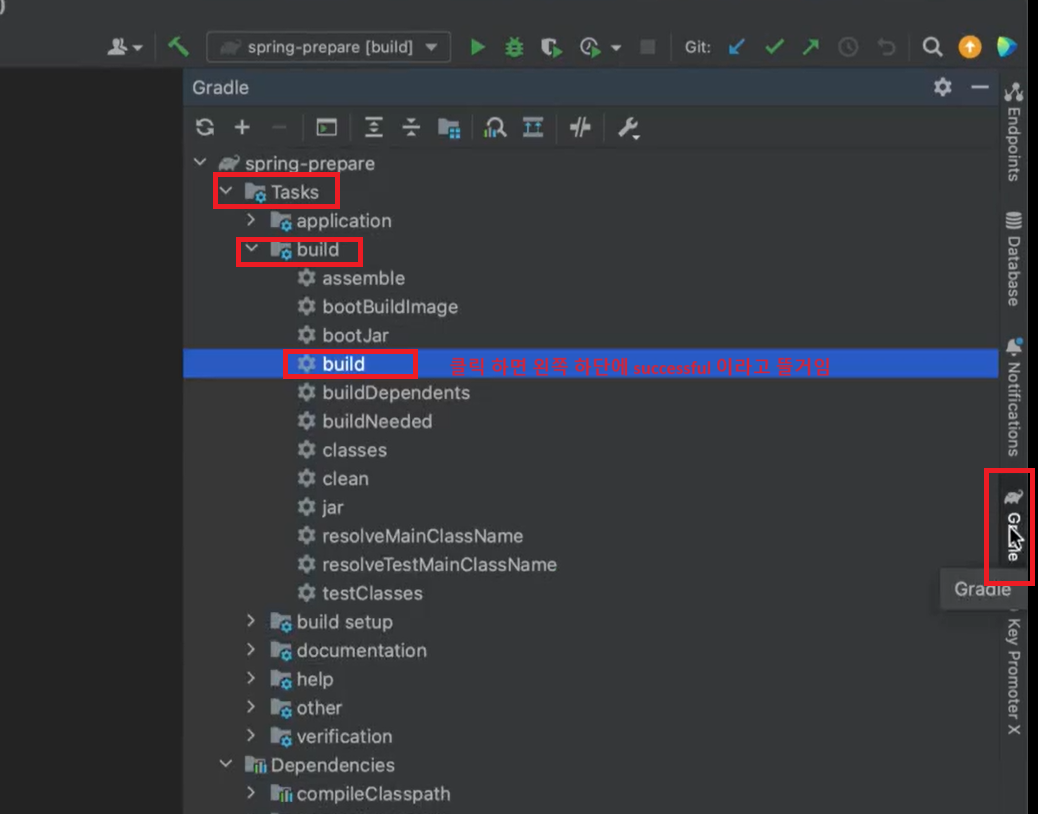 spring-prepare [build]
Git:
Gradle
spring-prepare
Tasks
application
build
assemble
bootBuildImage
bootJar
build 클릭 하면 왼쪽 하단에 successful 이라고 뜰거임
buildDependents
buildNeeded
classes
clean
jar
resolveMainClassName
resolveTestMainClassName
testClasses
build setup
documentation
help
other
verification
Dependencies
compileClasspath
Endpoints
Database
Notifications
Gradle
Gradle
Key Promoter X